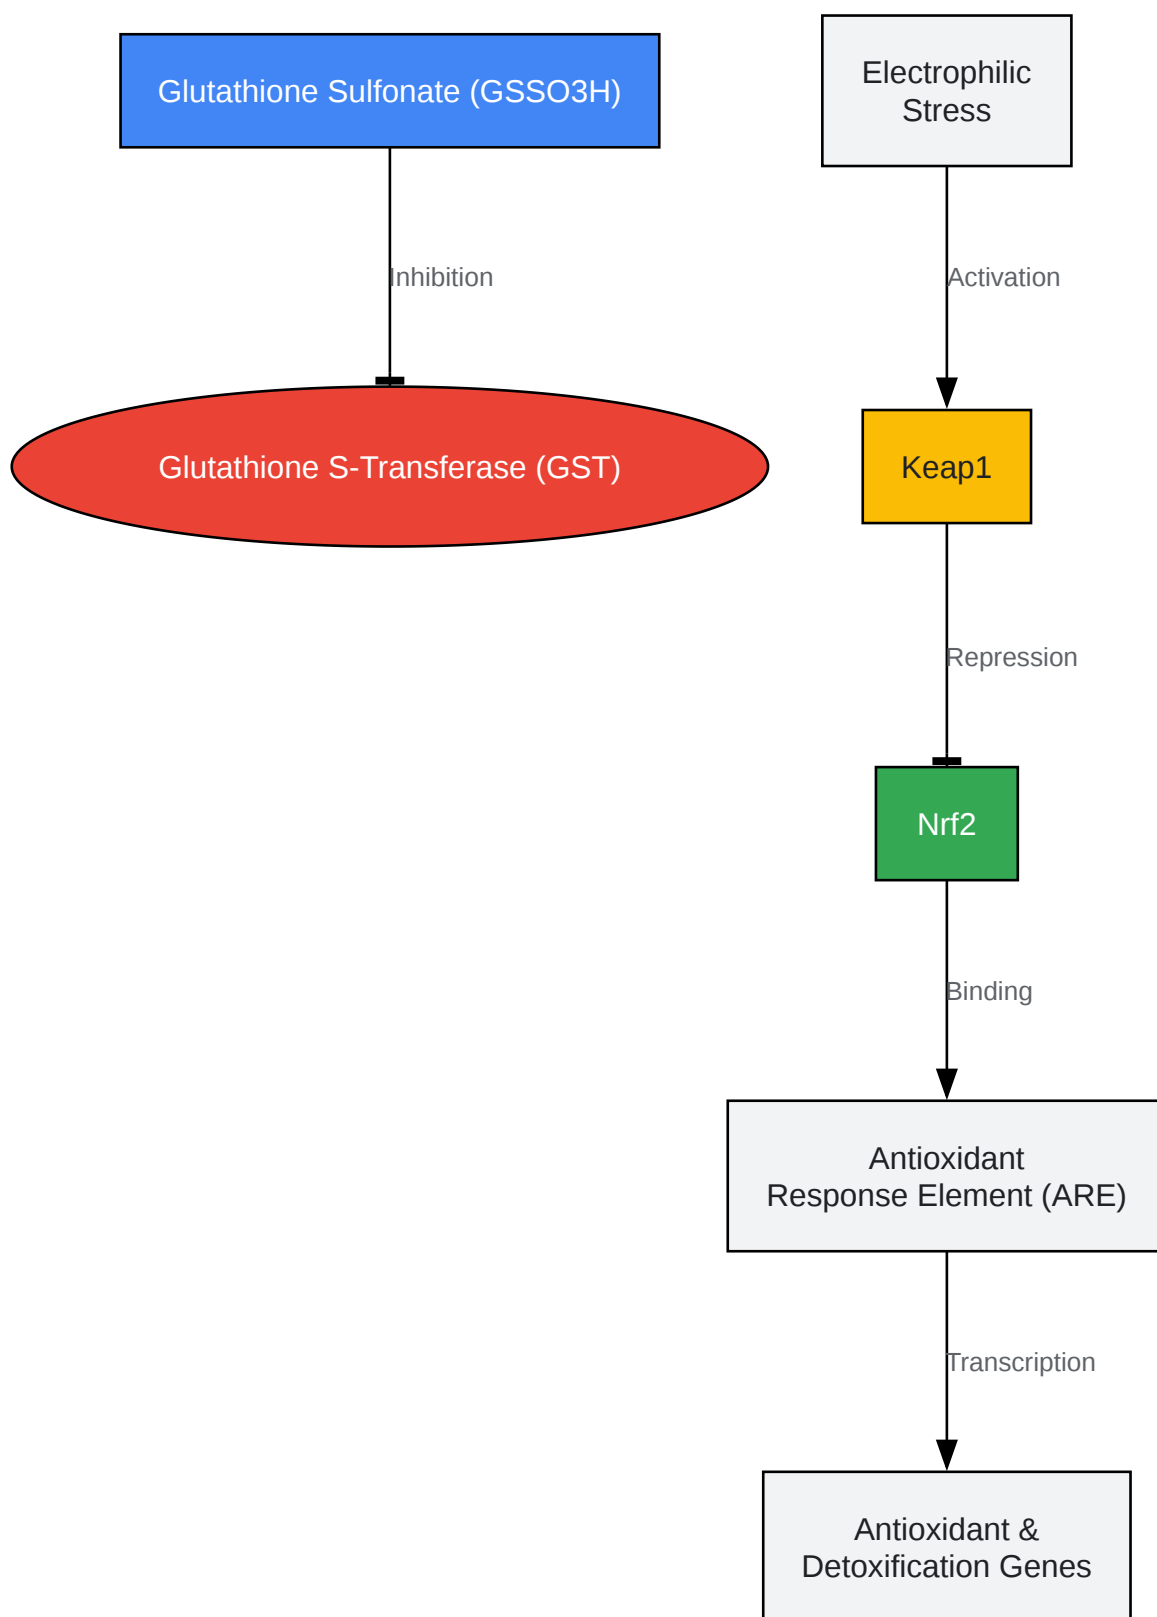 Glutathione Sulfonate (GSSO3H)
Inhibition
Glutathione S-Transferase (GST)
Electrophilic
Stress
Activation
Keap1
Repression
Nrf2
Binding
Antioxidant
Response Element (ARE)
Transcription
Antioxidant &
Detoxification Genes